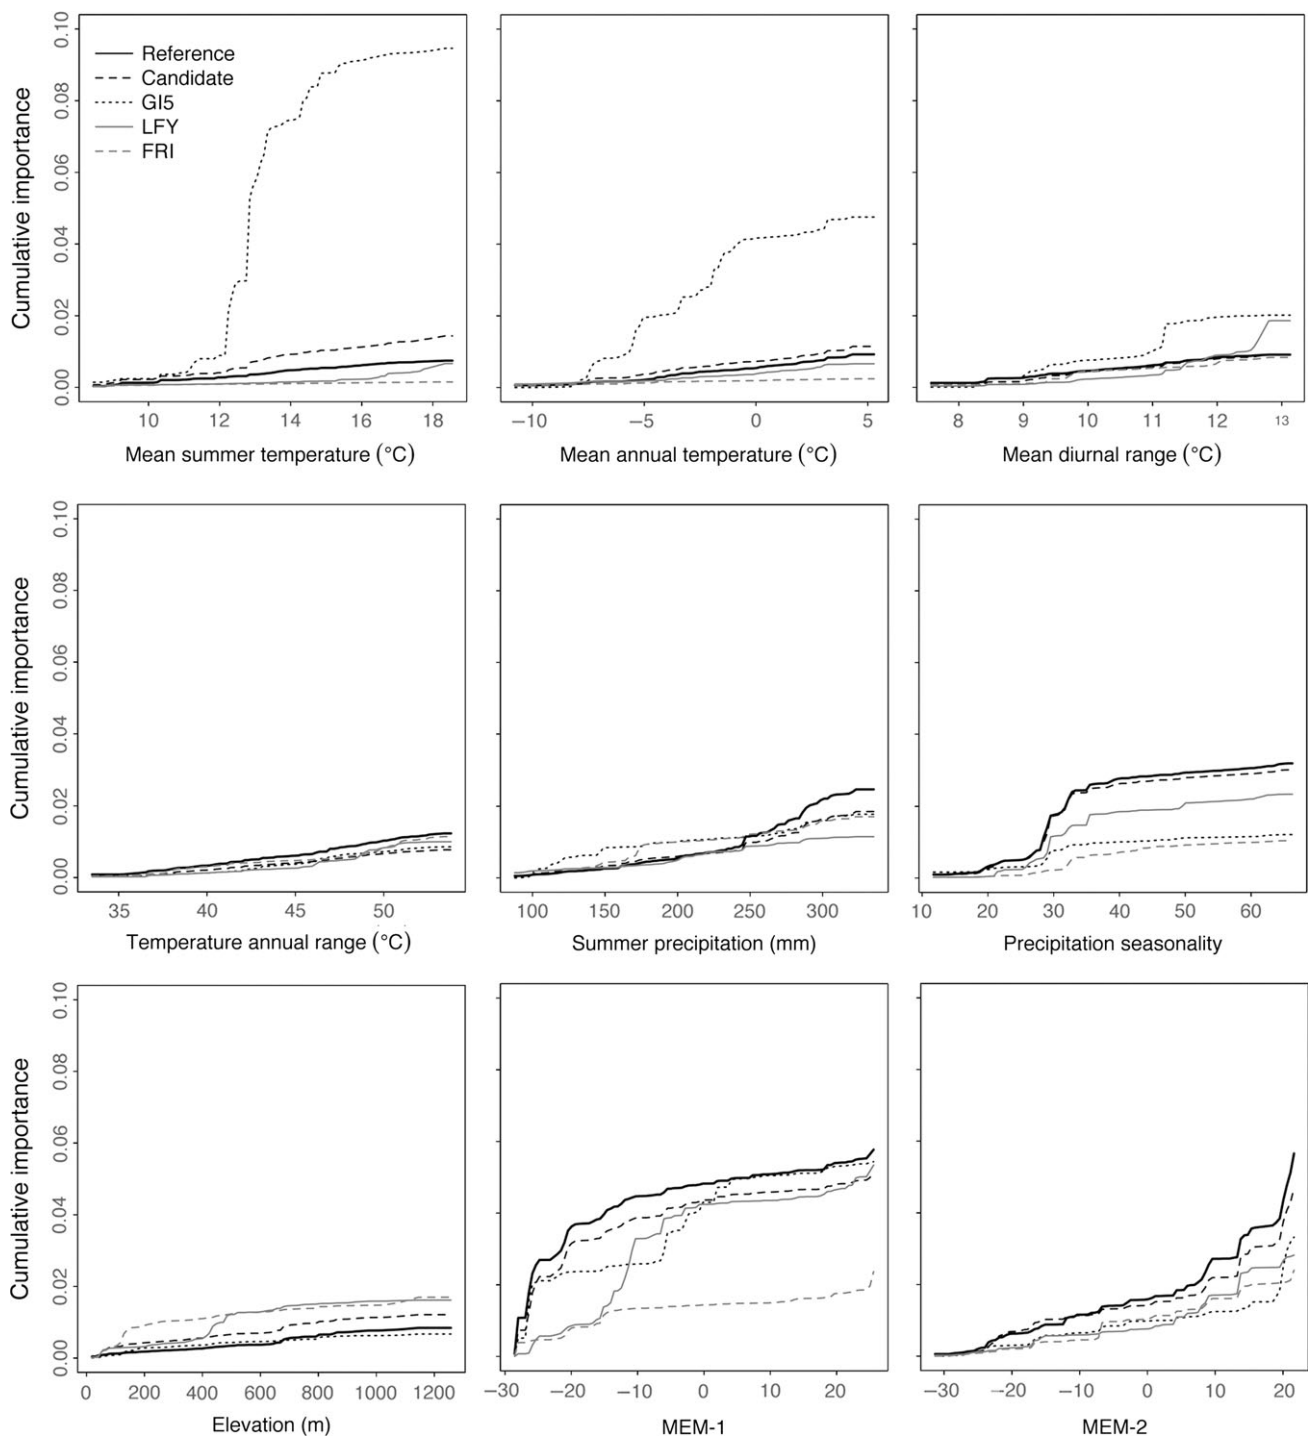 Cumulative importance
0.00 0.02 0.04 0.06 0.08 0.10
Reference
Candidate
GI5
LFY
FRI
10 12 14 16 18
Mean summer temperature (°C)
−10 −5 0 5
Mean annual temperature (°C)
8 9 10 11 12 13
Mean diurnal range (°C)
Cumulative importance
0.00 0.02 0.04 0.06 0.08 0.10
35 40 45 50
Temperature annual range (°C)
100 150 200 250 300
Summer precipitation (mm)
10 20 30 40 50 60
Precipitation seasonality
Cumulative importance
0.00 0.02 0.04 0.06 0.08 0.10
0 200 400 600 800 1000 1200
Elevation (m)
−30 −20 −10 0 10 20
MEM-1
−30 −20 −10 0 10 20
MEM-2